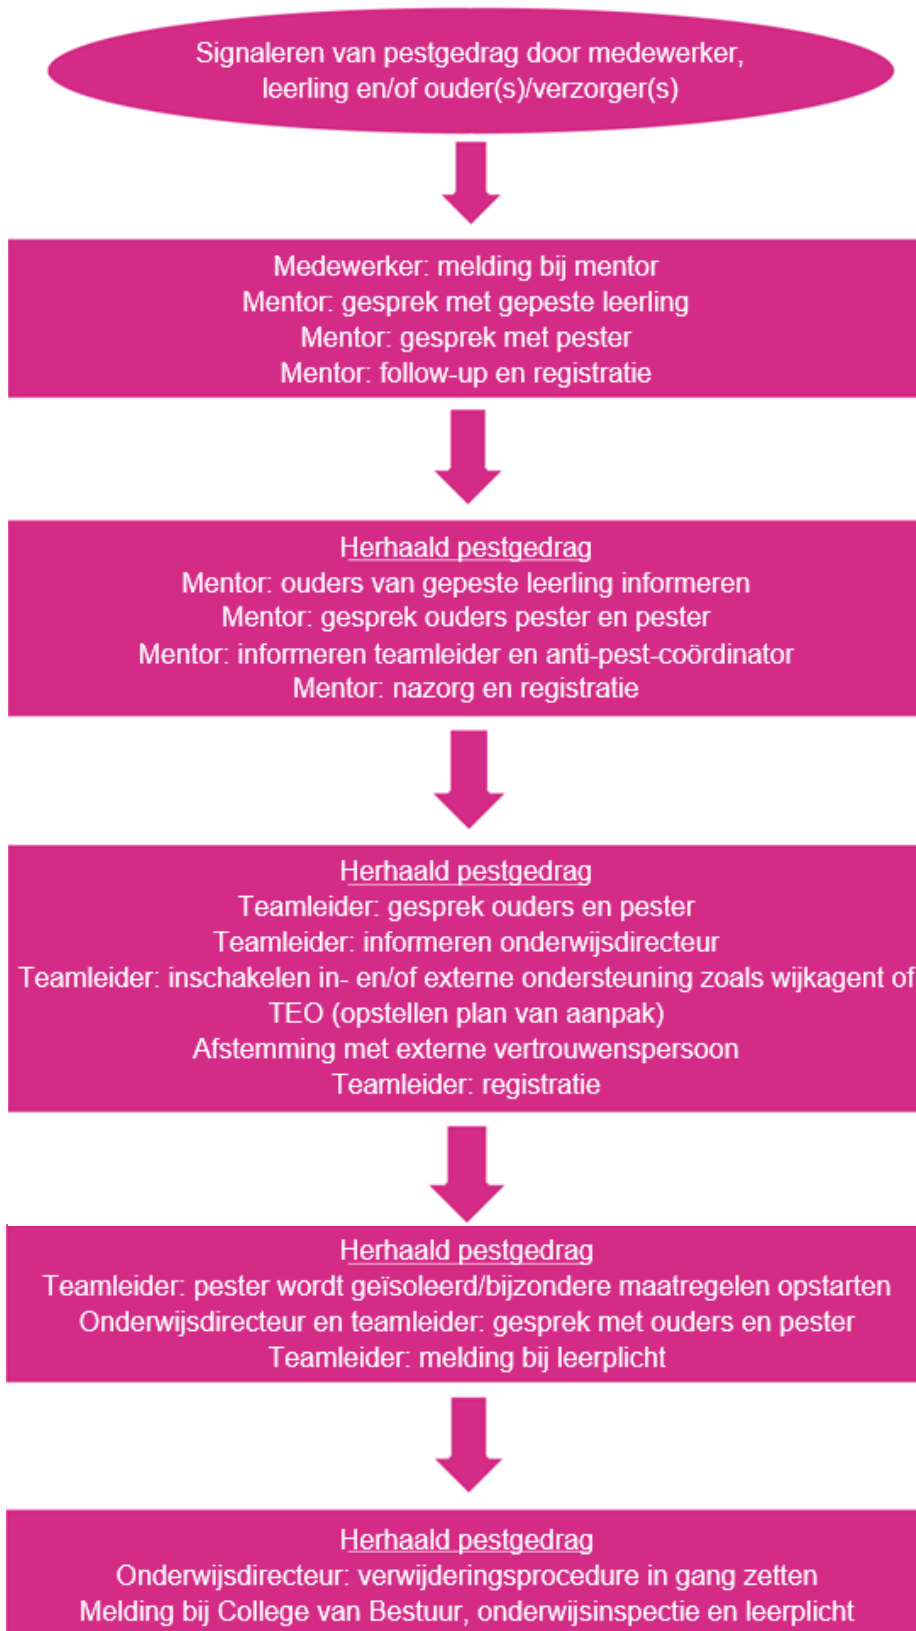 Signaleren van pestgedrag door medewerker,
leerling en/of ouder(s)/verzorger(s)
Medewerker: melding bij mentor
Mentor: gesprek met gepeste leerling
Mentor: gesprek met pester
Mentor: follow-up en registratie
Herhaald pestgedrag
Mentor: ouders van gepeste leerling informeren
Mentor: gesprek ouders pester en pester
Mentor: informeren teamleider en anti-pest-coördinator
Mentor: nazorg en registratie
Herhaald pestgedrag
Teamleider: gesprek ouders en pester
Teamleider: informeren onderwijsdirecteur
Teamleider: inschakelen in- en/of externe ondersteuning zoals wijkagent of
TEO (opstellen plan van aanpak)
Afstemming met externe vertrouwenspersoon
Teamleider: registratie
Herhaald pestgedrag
Teamleider: pester wordt geïsoleerd/bijzondere maatregelen opstarten
Onderwijsdirecteur en teamleider: gesprek met ouders en pester
Teamleider: melding bij leerplicht
Herhaald pestgedrag
Onderwijsdirecteur: verwijderingsprocedure in gang zetten
Melding bij College van Bestuur, onderwijsinspectie en leerplicht